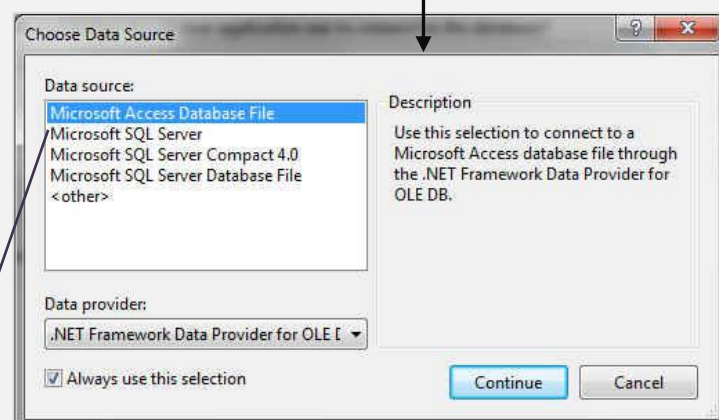 Choose Data Source
Data source:
Microsoft Access Database File
Microsoft SQL Server
Microsoft SQL Server Compact 4.0
Microsoft SQL Server Database File
<other>
Description
Use this selection to connect to a
Microsoft Access database file through
the .NET Framework Data Provider for
OLE DB.
Data provider:
.NET Framework Data Provider for OLE
Always use this selection
Continue
Cancel